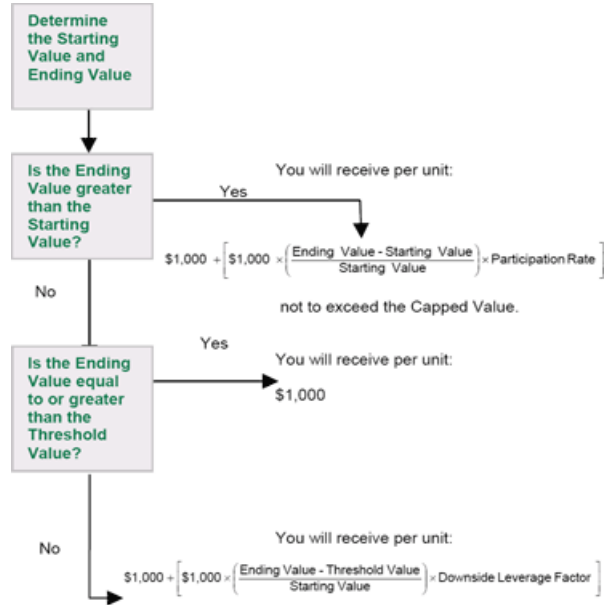 Determine
the Starting
Value and
Ending Value
Is the Ending
Value greater
than the
Starting
Value?
Yes
You will receive per unit:
$1,000 + [ $1,000 × ( Ending Value - Starting Value / Starting Value ) × Participation Rate ]
not to exceed the Capped Value.
No
Is the Ending
Value equal
to or greater
than the
Threshold
Value?
Yes
You will receive per unit:
$1,000
No
You will receive per unit:
$1,000 + [ $1,000 × ( Ending Value - Threshold Value / Starting Value ) × Downside Leverage Factor ]